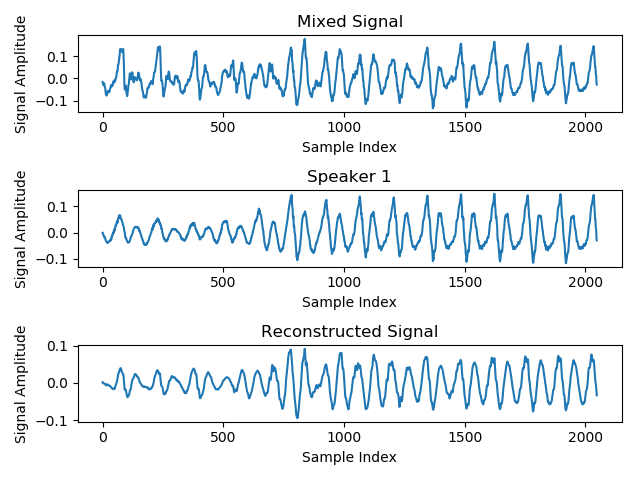 Mixed Signal
Signal Amplitude
0.1
0.0
−0.1
0 500 1000 1500 2000
Sample Index
Speaker 1
Signal Amplitude
0.1
0.0
−0.1
0 500 1000 1500 2000
Sample Index
Reconstructed Signal
Signal Amplitude
0.1
0.0
−0.1
0 500 1000 1500 2000
Sample Index